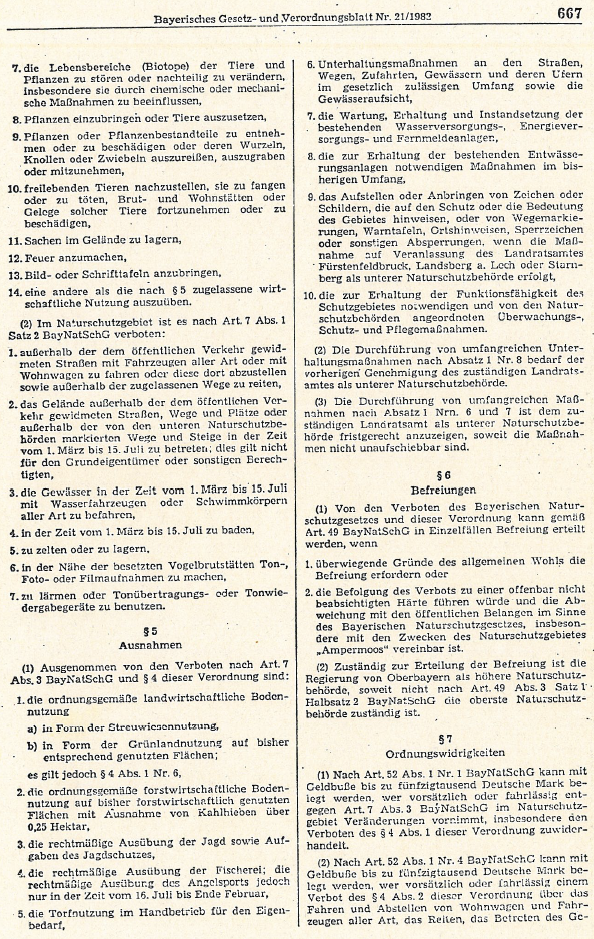 Bayerisches Gesetz- und Verordnungsblatt Nr. 21/1982
667
7. die Lebensbereiche (Biotope) der Tiere und
Pflanzen zu stören oder nachteilig zu verändern,
insbesondere sie durch chemische oder mechani-
sche Maßnahmen zu beeinflussen,
8. Pflanzen einzubringen oder Tiere auszusetzen,
9. Pflanzen oder Pflanzenbestandteile zu entneh-
men oder zu beschädigen oder deren Wurzeln,
Knollen oder Zwiebeln auszureißen, auszugraben
oder mitzunehmen,
10. freilebenden Tieren nachzustellen, sie zu fangen
oder zu töten, Brut- und Wohnstätten oder
Gelege solcher Tiere fortzunehmen oder zu
beschädigen,
11. Sachen im Gelände zu lagern,
12. Feuer anzumachen,
13. Bild- oder Schrifttafeln anzubringen,
14. eine andere als die nach § 5 zugelassene wirt-
schaftliche Nutzung auszuüben.
(2) Im Naturschutzgebiet ist es nach Art. 7 Abs. 1
Satz 2 BayNatSchG verboten:
1. außerhalb der dem öffentlichen Verkehr gewid-
meten Straßen mit Fahrzeugen aller Art oder mit
Wohnwagen zu fahren oder diese dort abzustellen
sowie außerhalb der zugelassenen Wege zu reiten,
2. das Gelände außerhalb der dem öffentlichen Ver-
kehr gewidmeten Straßen, Wege und Plätze oder
außerhalb der von den unteren Naturschutzbe-
hörden markierten Wege und Steige in der Zeit
vom 1. März bis 15. Juli zu betreten; dies gilt nicht
für den Grundeigentümer oder sonstigen Berech-
tigten,
3. die Gewässer in der Zeit vom 1. März bis 15. Juli
mit Wasserfahrzeugen oder Schwimmkörpern
aller Art zu befahren,
4. in der Zeit vom 1. März bis 15. Juli zu baden,
5. zu zelten oder zu lagern,
6. in der Nähe der besetzten Vogelbrutstätten Ton-,
Foto- oder Filmaufnahmen zu machen,
7. zu lärmen oder Tonübertragungs- oder Tonwie-
dergabegeräte zu benutzen.
§ 5
Ausnahmen
(1) Ausgenommen von den Verboten nach Art. 7
Abs. 3 BayNatSchG und § 4 dieser Verordnung sind:
1. die ordnungsgemäße landwirtschaftliche Boden-
nutzung
a) in Form der Streuwiesennutzung,
b) in Form der Grünlandnutzung auf bisher
entsprechend genutzten Flächen;
es gilt jedoch § 4 Abs. 1 Nr. 6,
2. die ordnungsgemäße forstwirtschaftliche Boden-
nutzung auf bisher forstwirtschaftlich genutzten
Flächen mit Ausnahme von Kahlhieben über
0,25 Hektar,
3. die rechtmäßige Ausübung der Jagd sowie Auf-
gaben des Jagdschutzes,
4. die rechtmäßige Ausübung der Fischerei; die
rechtmäßige Ausübung des Angelsports jedoch
nur in der Zeit vom 16. Juli bis Ende Februar,
5. die Torfnutzung im Handbetrieb für den Eigen-
bedarf,
6. Unterhaltungsmaßnahmen an den Straßen,
Wegen, Zufahrten, Gewässern und deren Ufern
im gesetzlich zulässigen Umfang sowie die
Gewässeraufsicht,
7. die Wartung, Erhaltung und Instandsetzung der
bestehenden Wasserversorgungs-, Energiever-
sorgungs- und Fernmeldeanlagen,
8. die zur Erhaltung der bestehenden Entwässe-
rungsanlagen notwendigen Maßnahmen im bis-
herigen Umfang,
9. das Aufstellen oder Anbringen von Zeichen oder
Schildern, die auf den Schutz oder die Bedeutung
des Gebietes hinweisen, oder von Wegemarkie-
rungen, Warntafeln, Ortshinweisen, Sperrzeichen
oder sonstigen Absperrungen, wenn die Maß-
nahme auf Veranlassung des Landratsamtes
Fürstenfeldbruck, Landsberg a. Lech oder Starn-
berg als unterer Naturschutzbehörde erfolgt,
10. die zur Erhaltung der Funktionsfähigkeit des
Schutzgebietes notwendigen und von den Natur-
schutzbehörden angeordneten Überwachungs-,
Schutz- und Pflegemaßnahmen.
(2) Die Durchführung von umfangreichen Unter-
haltungsmaßnahmen nach Absatz 1 Nr. 8 bedarf der
vorherigen Genehmigung des zuständigen Landrats-
amtes als unterer Naturschutzbehörde.
(3) Die Durchführung von umfangreichen Maß-
nahmen nach Absatz 1 Nrn. 6 und 7 ist dem zu-
ständigen Landratsamt als unterer Naturschutzbe-
hörde fristgerecht anzuzeigen, soweit die Maßnah-
men nicht unaufschiebbar sind.
§ 6
Befreiungen
(1) Von den Verboten des Bayerischen Natur-
schutzgesetzes und dieser Verordnung kann gemäß
Art. 49 BayNatSchG in Einzelfällen Befreiung erteilt
werden, wenn
1. überwiegende Gründe des allgemeinen Wohls die
Befreiung erfordern oder
2. die Befolgung des Verbots zu einer offenbar nicht
beabsichtigten Härte führen würde und die Ab-
weichung mit den öffentlichen Belangen im Sinne
des Bayerischen Naturschutzgesetzes, insbeson-
dere mit den Zwecken des Naturschutzgebietes
„Ampermoos" vereinbar ist.
(2) Zuständig zur Erteilung der Befreiung ist die
Regierung von Oberbayern als höhere Naturschutz-
behörde, soweit nicht nach Art. 49 Abs. 3 Satz 1
Halbsatz 2 BayNatSchG die oberste Naturschutz-
behörde zuständig ist.
§ 7
Ordnungswidrigkeiten
(1) Nach Art. 52 Abs. 1 Nr. 1 BayNatSchG kann mit
Geldbuße bis zu fünfzigtausend Deutsche Mark be-
legt werden, wer vorsätzlich oder fahrlässig ent-
gegen Art. 7 Abs. 3 BayNatSchG im Naturschutz-
gebiet Veränderungen vornimmt, insbesondere den
Verboten des § 4 Abs. 1 dieser Verordnung zuwider-
handelt.
(2) Nach Art. 52 Abs. 1 Nr. 4 BayNatSchG kann mit
Geldbuße bis zu fünfzigtausend Deutsche Mark be-
legt werden, wer vorsätzlich oder fahrlässig einem
Verbot des § 4 Abs. 2 dieser Verordnung über das
Fahren und Abstellen von Wohnwagen und Fahr-
zeugen aller Art, das Reiten, das Betreten des Ge-